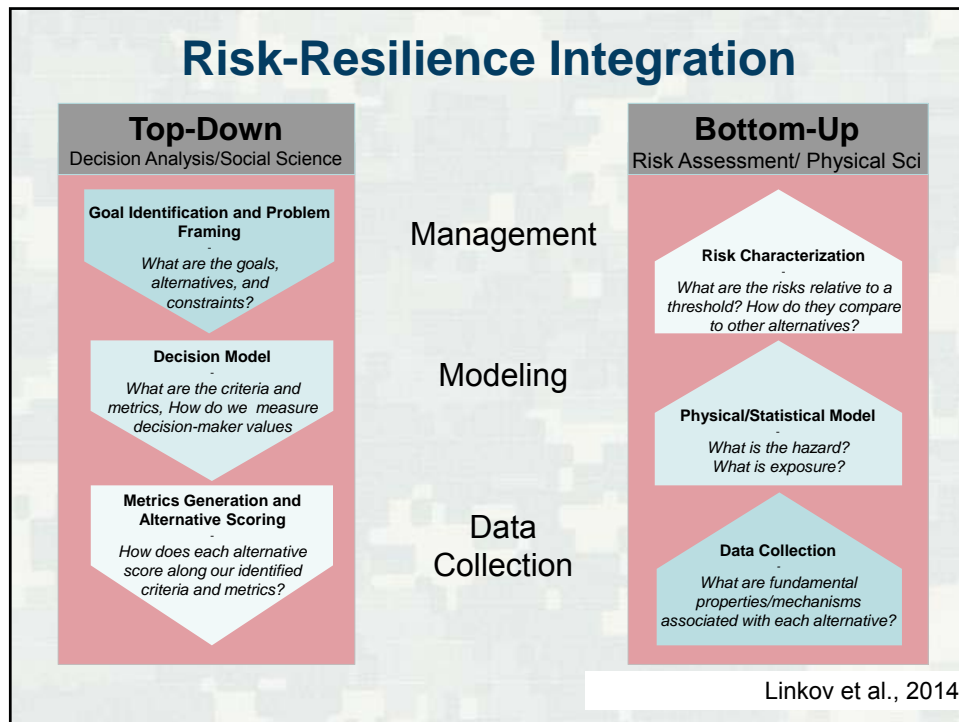 Risk-Resilience Integration
Top-Down
Decision Analysis/Social Science
Goal Identification and Problem
Framing
-
What are the goals,
alternatives, and
constraints?
Decision Model
-
What are the criteria and
metrics, How do we measure
decision-maker values
Metrics Generation and
Alternative Scoring
-
How does each alternative
score along our identified
criteria and metrics?
Management
Modeling
Data
Collection
Bottom-Up
Risk Assessment/ Physical Sci
Risk Characterization
-
What are the risks relative to a
threshold? How do they compare
to other alternatives?
Physical/Statistical Model
-
What is the hazard?
What is exposure?
Data Collection
-
What are fundamental
properties/mechanisms
associated with each alternative?
Linkov et al., 2014